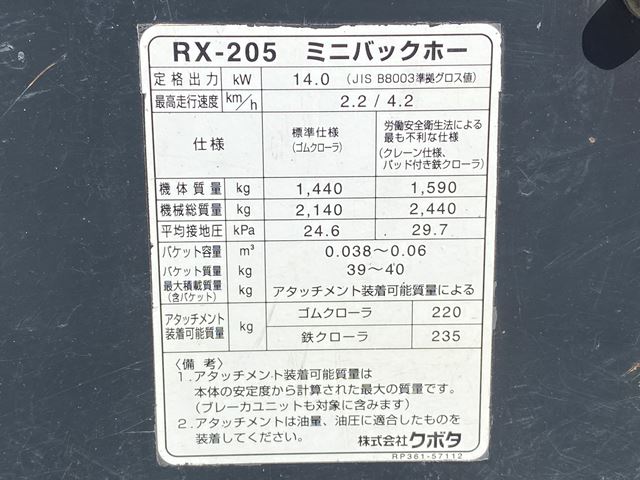 RX-205 ミニバックホー
定格出力 kW 14.0 (JIS B8003準拠グロス値)
最高走行速度 km/h 2.2 / 4.2
仕様 標準仕様 (ゴムクローラ) 労働安全衛生法による最も不利な仕様 (クレーン仕様、パッド付き鉄クローラ)
機体質量 kg 1,440 1,590
機械総質量 kg 2,140 2,440
平均接地圧 kPa 24.6 29.7
バケット容量 m³ 0.038～0.06
バケット質量 kg 39～40
最大積載質量 (含バケット) kg アタッチメント装着可能質量による
アタッチメント装着可能質量 kg ゴムクローラ 220
鉄クローラ 235
〈備考〉
1.アタッチメント装着可能質量は
本体の安定度から計算された最大の質量です。
(ブレーカユニットも対象に含みます)
2.アタッチメントは油量、油圧に適合したものを
装着してください。
株式会社クボタ
RP361-57112